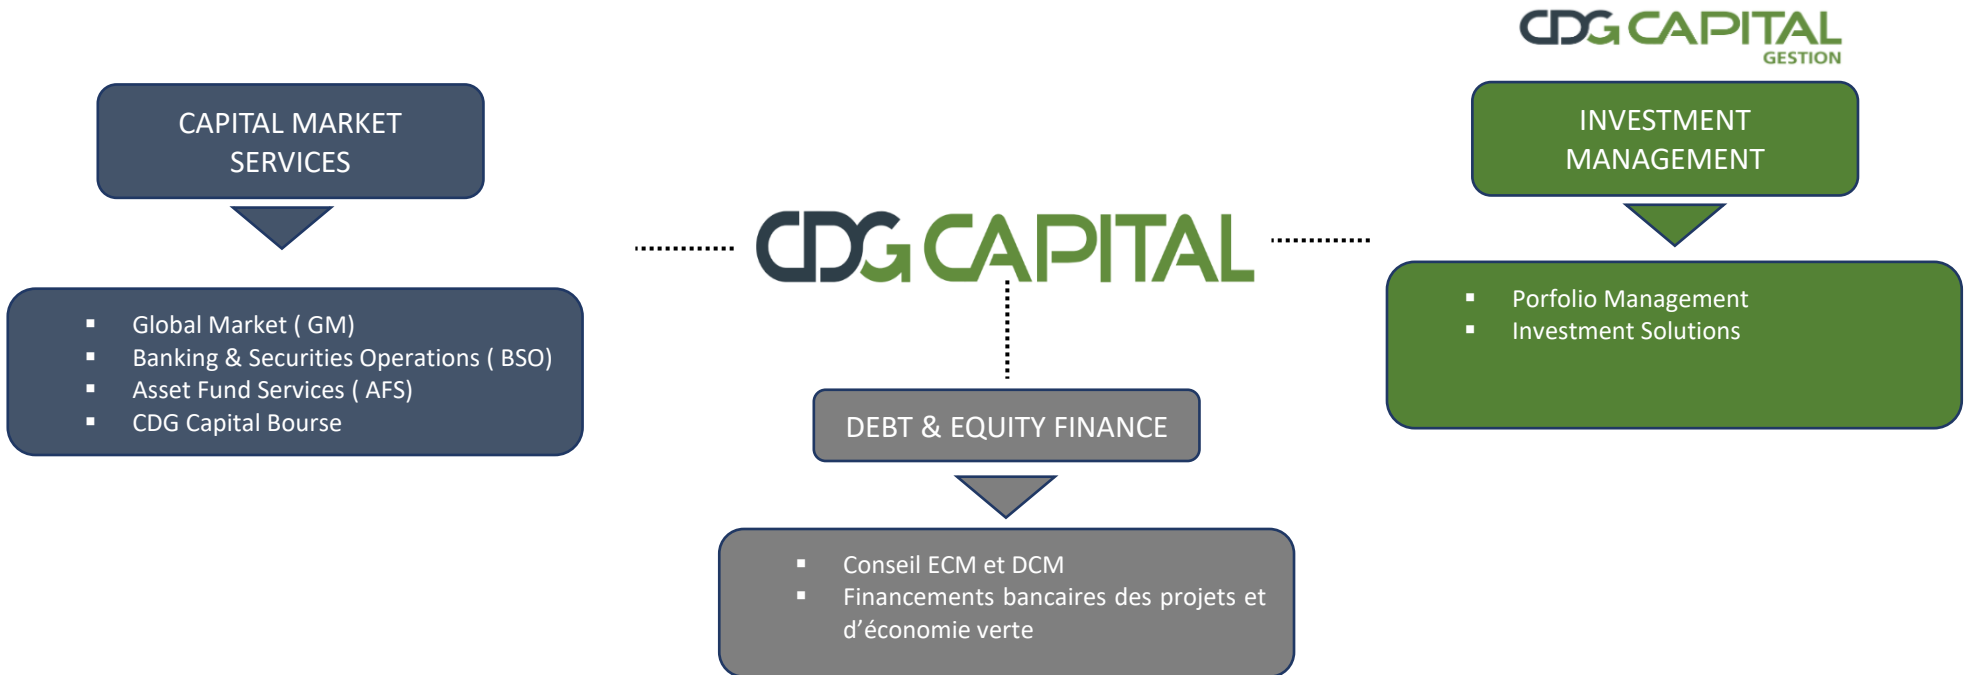 CDG CAPITAL
GESTION
CAPITAL MARKET
SERVICES
▪ Global Market ( GM)
▪ Banking & Securities Operations ( BSO)
▪ Asset Fund Services ( AFS)
▪ CDG Capital Bourse
CDG CAPITAL
DEBT & EQUITY FINANCE
▪ Conseil ECM et DCM
▪ Financements bancaires des projets et
d’économie verte
INVESTMENT
MANAGEMENT
▪ Porfolio Management
▪ Investment Solutions